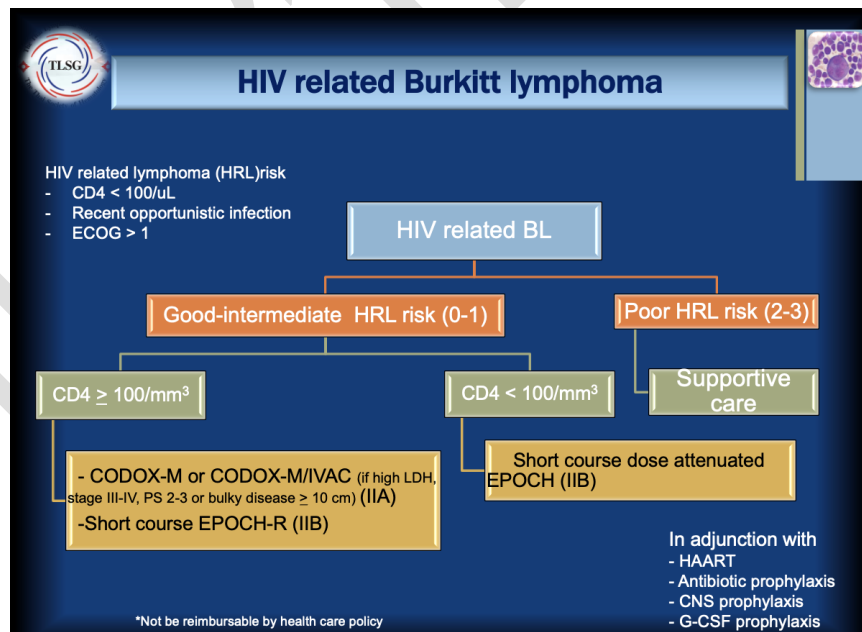 TLSG
HIV related Burkitt lymphoma
HIV related lymphoma (HRL)risk
- CD4 < 100/uL
- Recent opportunistic infection
- ECOG > 1
HIV related BL
Good-intermediate HRL risk (0-1)
Poor HRL risk (2-3)
CD4 ≥ 100/mm³
CD4 < 100/mm³
Supportive
care
- CODOX-M or CODOX-M/IVAC (if high LDH,
stage III-IV, PS 2-3 or bulky disease ≥ 10 cm) (IIA)
-Short course EPOCH-R (IIB)
Short course dose attenuated
EPOCH (IIB)
In adjunction with
- HAART
- Antibiotic prophylaxis
- CNS prophylaxis
- G-CSF prophylaxis
*Not be reimbursable by health care policy